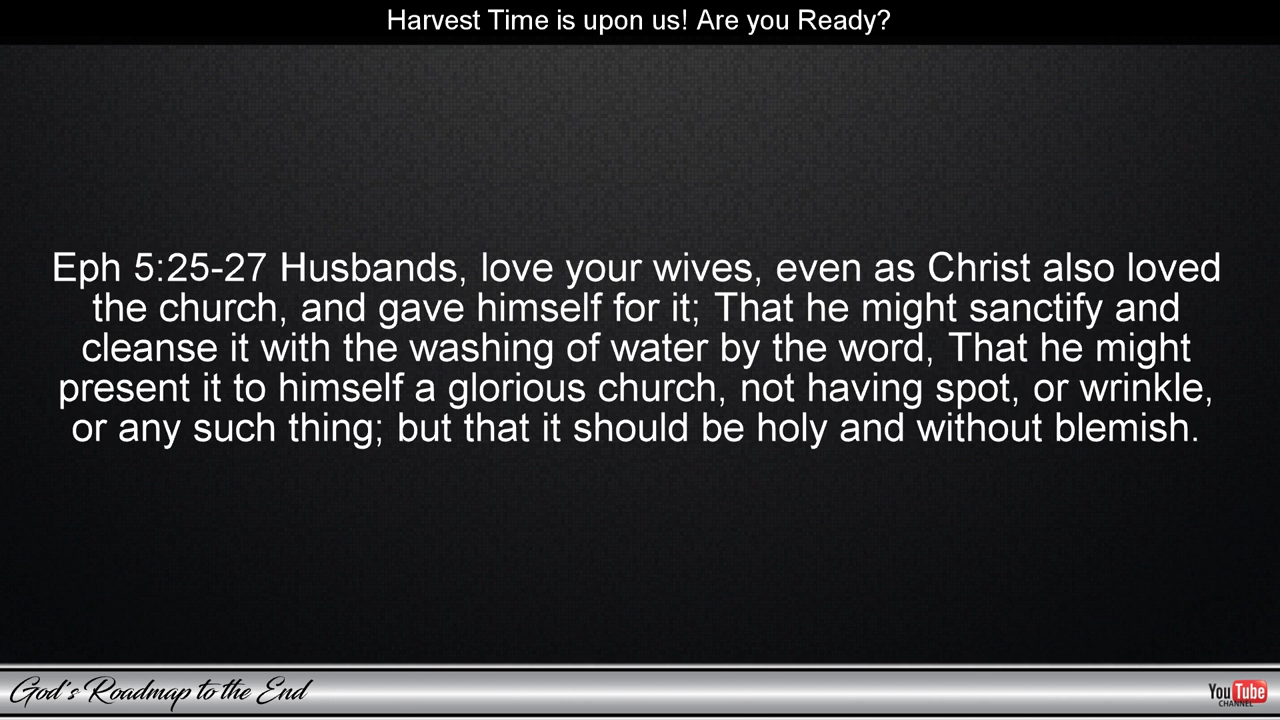 Harvest Time is upon us! Are you Ready?
Eph 5:25-27 Husbands, love your wives, even as Christ also loved
the church, and gave himself for it; That he might sanctify and
cleanse it with the washing of water by the word, That he might
present it to himself a glorious church, not having spot, or wrinkle,
or any such thing; but that it should be holy and without blemish.
God's Roadmap to the End
YouTube
CHANNEL